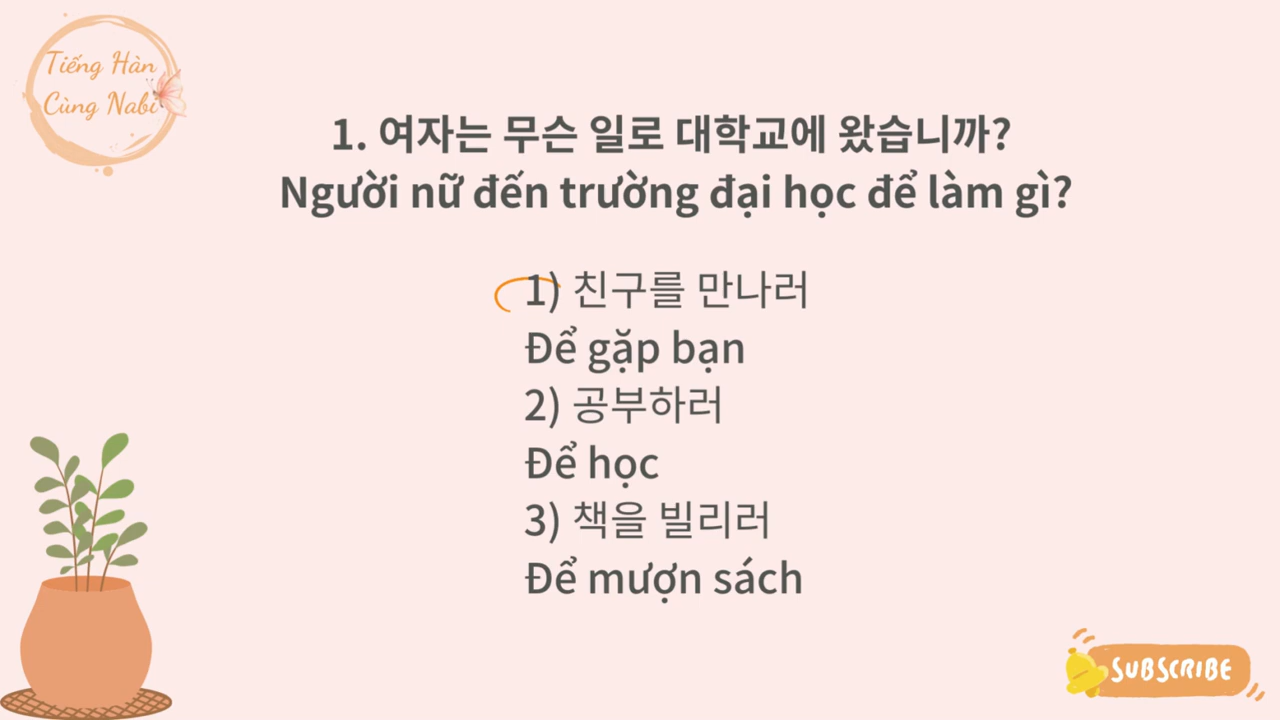 Tiếng Hàn
Cùng Nabi
1. 여자는 무슨 일로 대학교에 왔습니까?
Người nữ đến trường đại học để làm gì?
1) 친구를 만나러
Để gặp bạn
2) 공부하러
Để học
3) 책을 빌리러
Để mượn sách
SUBSCRIBE